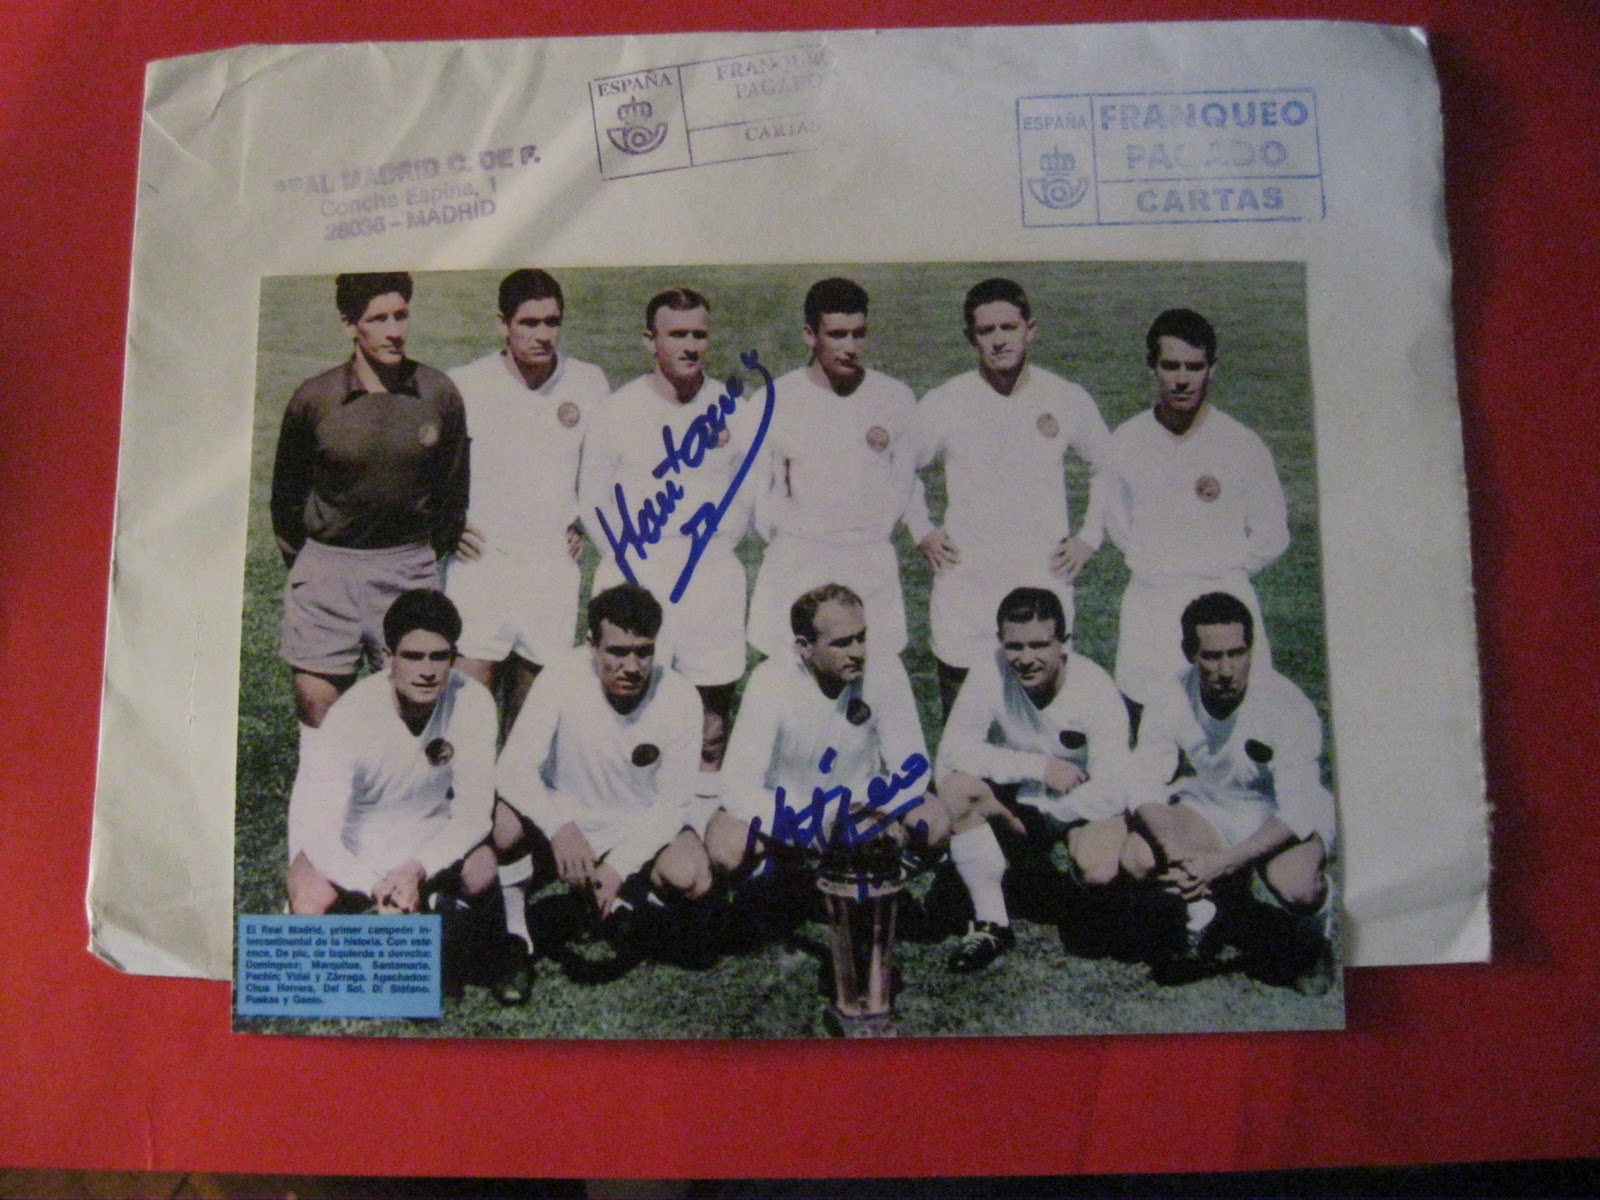 ESPAÑA
FRANQUEO
PAGADO
CARTAS
ESPAÑA
FRANQUEO
PAGADO
CARTAS
REAL MADRID C. DE F.
Concha Espina, 1
28036 - MADRID
El Real Madrid, primer campeón in-
tercontinental de la historia. Con este
once. De pie, de izquierda a derecha:
Domínguez; Marquitos, Santamaría,
Pachín; Vidal y Zárraga. Agachados:
Chus Herrera, Del Sol, Di Stéfano,
Puskas y Gento.